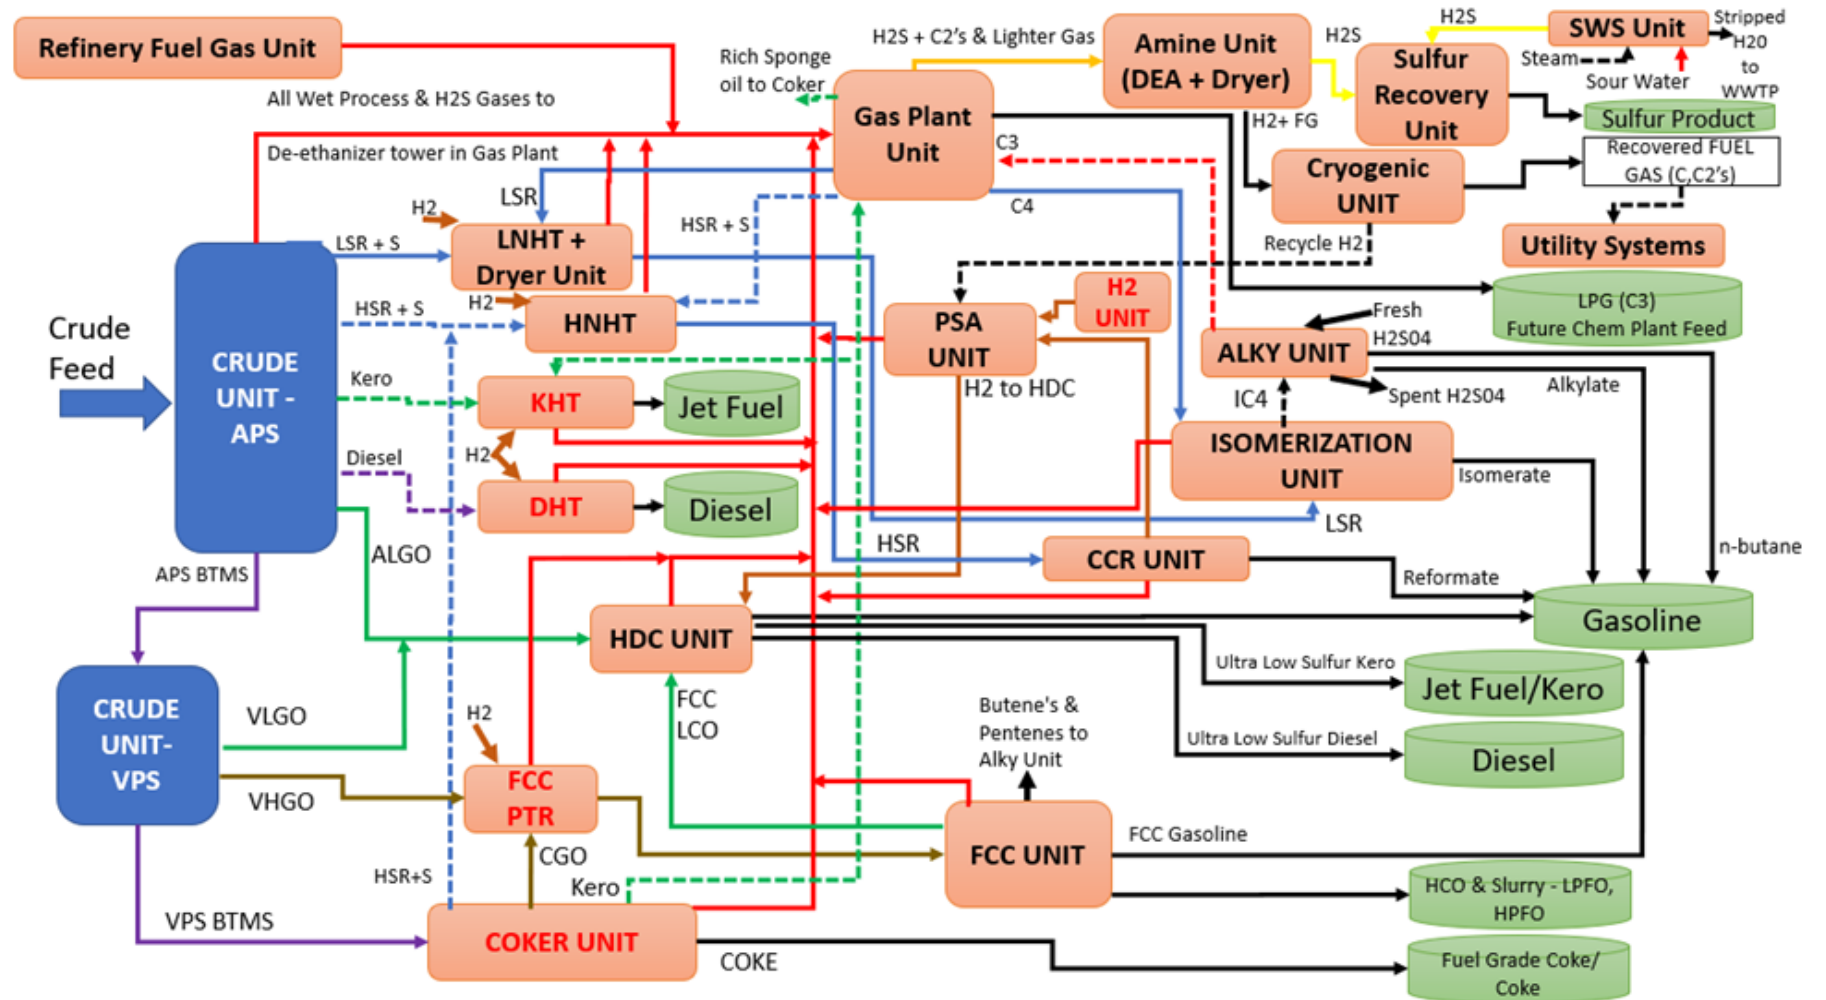 Refinery Fuel Gas Unit
All Wet Process & H2S Gases to
De-ethanizer tower in Gas Plant
Rich Sponge
oil to Coker
H2S + C2's & Lighter Gas
Gas Plant
Unit
Amine Unit
(DEA + Dryer)
H2S
H2S
SWS Unit
Stripped
H20
to
WWTP
Steam
Sour Water
Sulfur
Recovery
Unit
Sulfur Product
H2+ FG
C3
C4
Cryogenic
UNIT
Recovered FUEL
GAS (C,C2's)
Utility Systems
Recycle H2
LPG (C3)
Future Chem Plant Feed
LSR
H2
LSR + S
LNHT +
Dryer Unit
HSR + S
H2
HSR + S
HNHT
H2
UNIT
PSA
UNIT
H2 to HDC
Fresh
H2S04
ALKY UNIT
Spent H2S04
Alkylate
IC4
Crude
Feed
CRUDE
UNIT -
APS
Kero
KHT
Jet Fuel
H2
Diesel
DHT
Diesel
ISOMERIZATION
UNIT
Isomerate
LSR
n-butane
HSR
CCR UNIT
Reformate
Gasoline
ALGO
APS BTMS
HDC UNIT
Ultra Low Sulfur Kero
Jet Fuel/Kero
Ultra Low Sulfur Diesel
Diesel
FCC
LCO
Butene's &
Pentenes to
Alky Unit
CRUDE
UNIT-
VPS
VLGO
VHGO
H2
FCC
PTR
CGO
FCC UNIT
FCC Gasoline
HCO & Slurry - LPFO,
HPFO
HSR+S
Kero
VPS BTMS
COKER UNIT
COKE
Fuel Grade Coke/
Coke